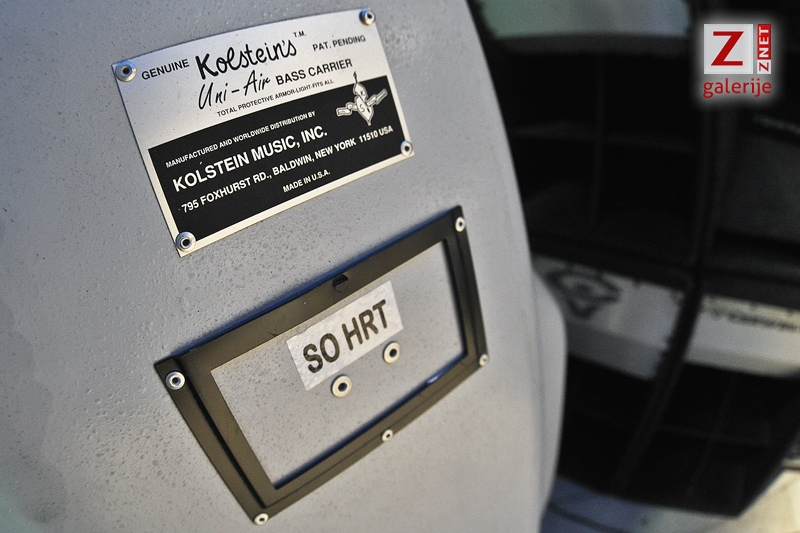 GENUINE Kolstein's T.M. PAT. PENDING
Uni-Air BASS CARRIER
TOTAL PROTECTIVE ARMOR-LIGHT-FITS ALL
MANUFACTURED AND WORLDWIDE DISTRIBUTION BY
KOLSTEIN MUSIC, INC.
795 FOXHURST RD., BALDWIN, NEW YORK 11510 USA
MADE IN U.S.A.
SO HRT
Z ZNET
galerije